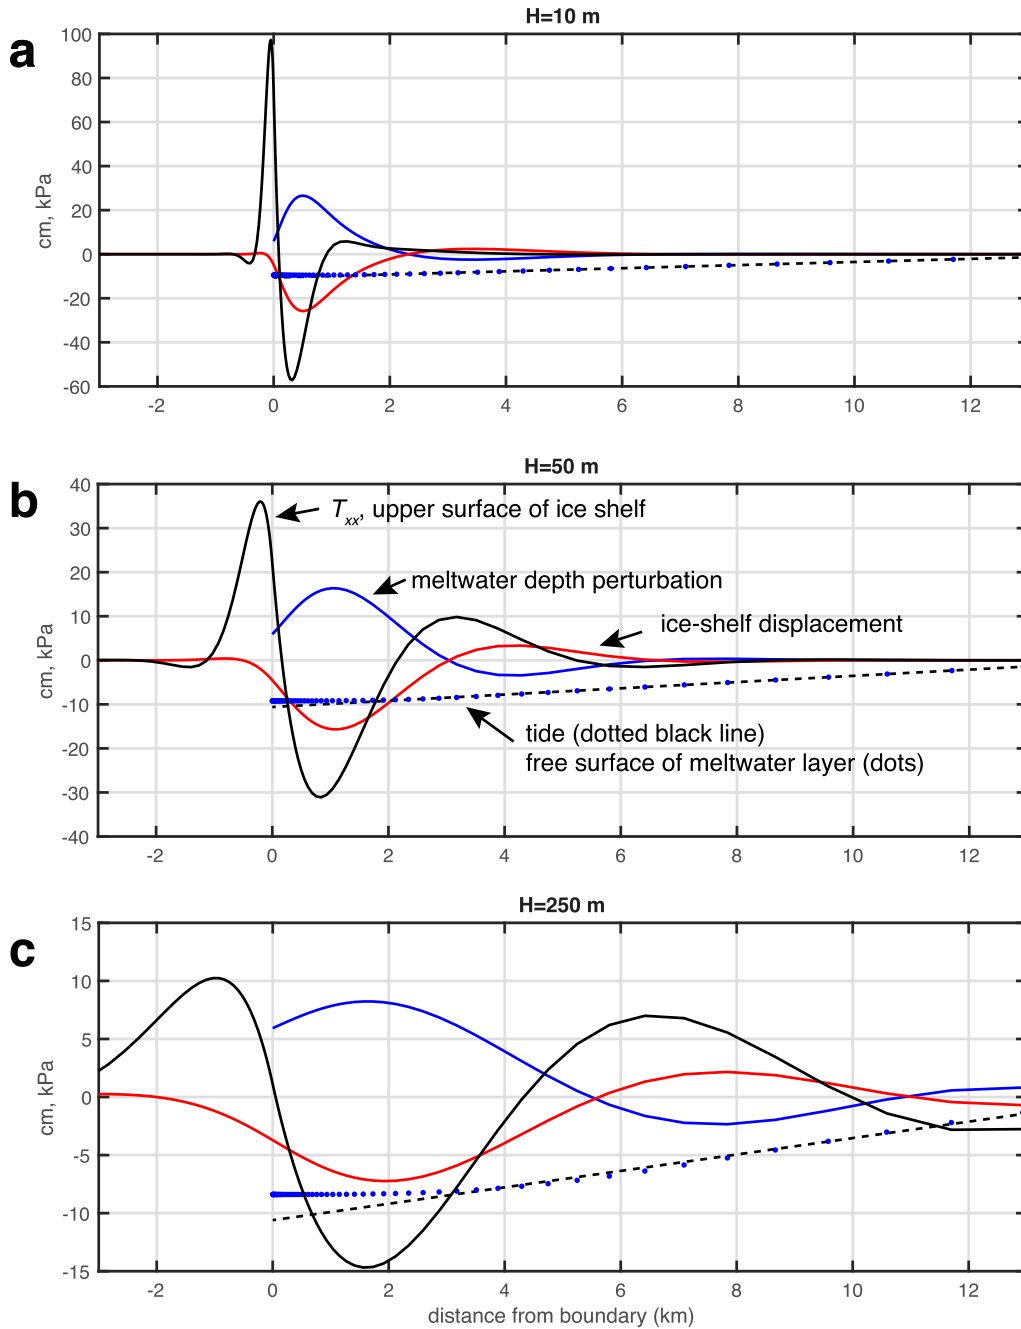 H=10 m
a
100
80
60
40
20
0
-20
-40
-60
cm, kPa
-2 0 2 4 6 8 10 12
H=50 m
b
40
30
20
10
0
-10
-20
-30
-40
cm, kPa
Txx, upper surface of ice shelf
meltwater depth perturbation
ice-shelf displacement
tide (dotted black line)
free surface of meltwater layer (dots)
-2 0 2 4 6 8 10 12
H=250 m
c
15
10
5
0
-5
-10
-15
cm, kPa
-2 0 2 4 6 8 10 12
distance from boundary (km)